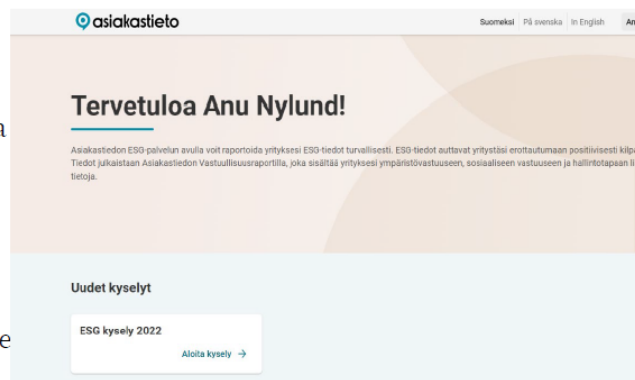 asiakastieto
Suomeksi På svenska In English
Tervetuloa Anu Nylund!
Asiakastiedon ESG-palvelun avulla voit raportoida yrityksesi ESG-tiedot turvallisesti. ESG-tiedot auttavat yritystäsi erottautumaan positiivisesti
Tiedot julkaistaan Asiakastiedon Vastuullisuusraportilla, joka sisältää yrityksesi ympäristövastuuseen, sosiaaliseen vastuuseen ja hallintotapaan
tietoja.
Uudet kyselyt
ESG kysely 2022
Aloita kysely →